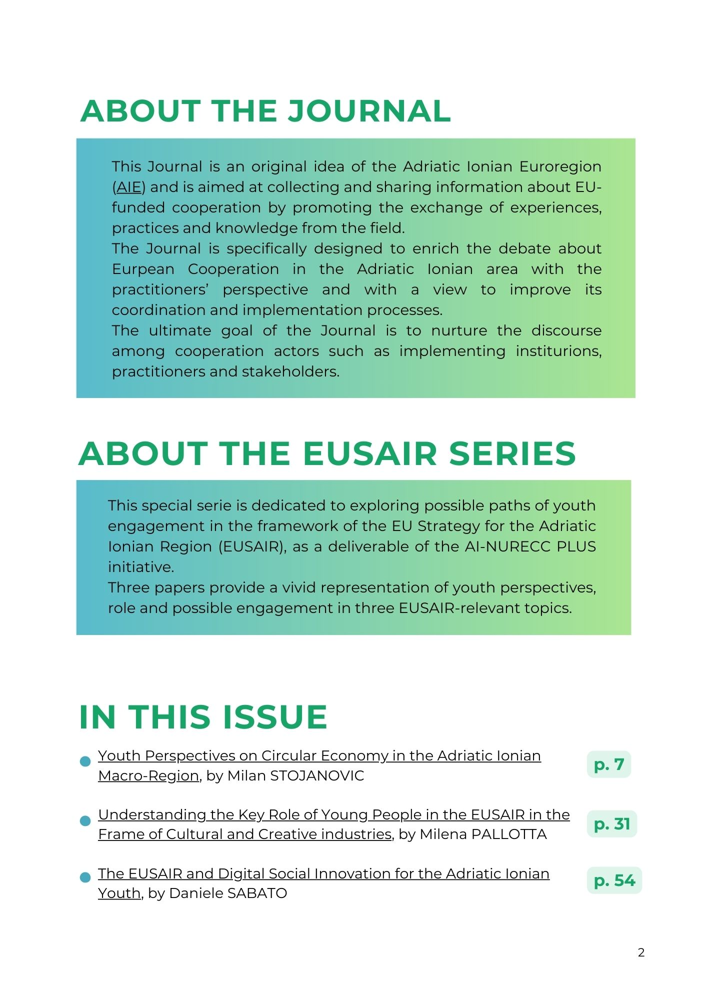 ABOUT THE JOURNAL
This Journal is an original idea of the Adriatic Ionian Euroregion
(AIE) and is aimed at collecting and sharing information about EU-
funded cooperation by promoting the exchange of experiences,
practices and knowledge from the field.
The Journal is specifically designed to enrich the debate about
Eurpean Cooperation in the Adriatic Ionian area with the
practitioners’ perspective and with a view to improve its
coordination and implementation processes.
The ultimate goal of the Journal is to nurture the discourse
among cooperation actors such as implementing institurions,
practitioners and stakeholders.
ABOUT THE EUSAIR SERIES
This special serie is dedicated to exploring possible paths of youth
engagement in the framework of the EU Strategy for the Adriatic
Ionian Region (EUSAIR), as a deliverable of the AI-NURECC PLUS
initiative.
Three papers provide a vivid representation of youth perspectives,
role and possible engagement in three EUSAIR-relevant topics.
IN THIS ISSUE
Youth Perspectives on Circular Economy in the Adriatic Ionian
Macro-Region, by Milan STOJANOVIC
p. 7
Understanding the Key Role of Young People in the EUSAIR in the
Frame of Cultural and Creative industries, by Milena PALLOTTA
p. 31
The EUSAIR and Digital Social Innovation for the Adriatic Ionian
Youth, by Daniele SABATO
p. 54
2